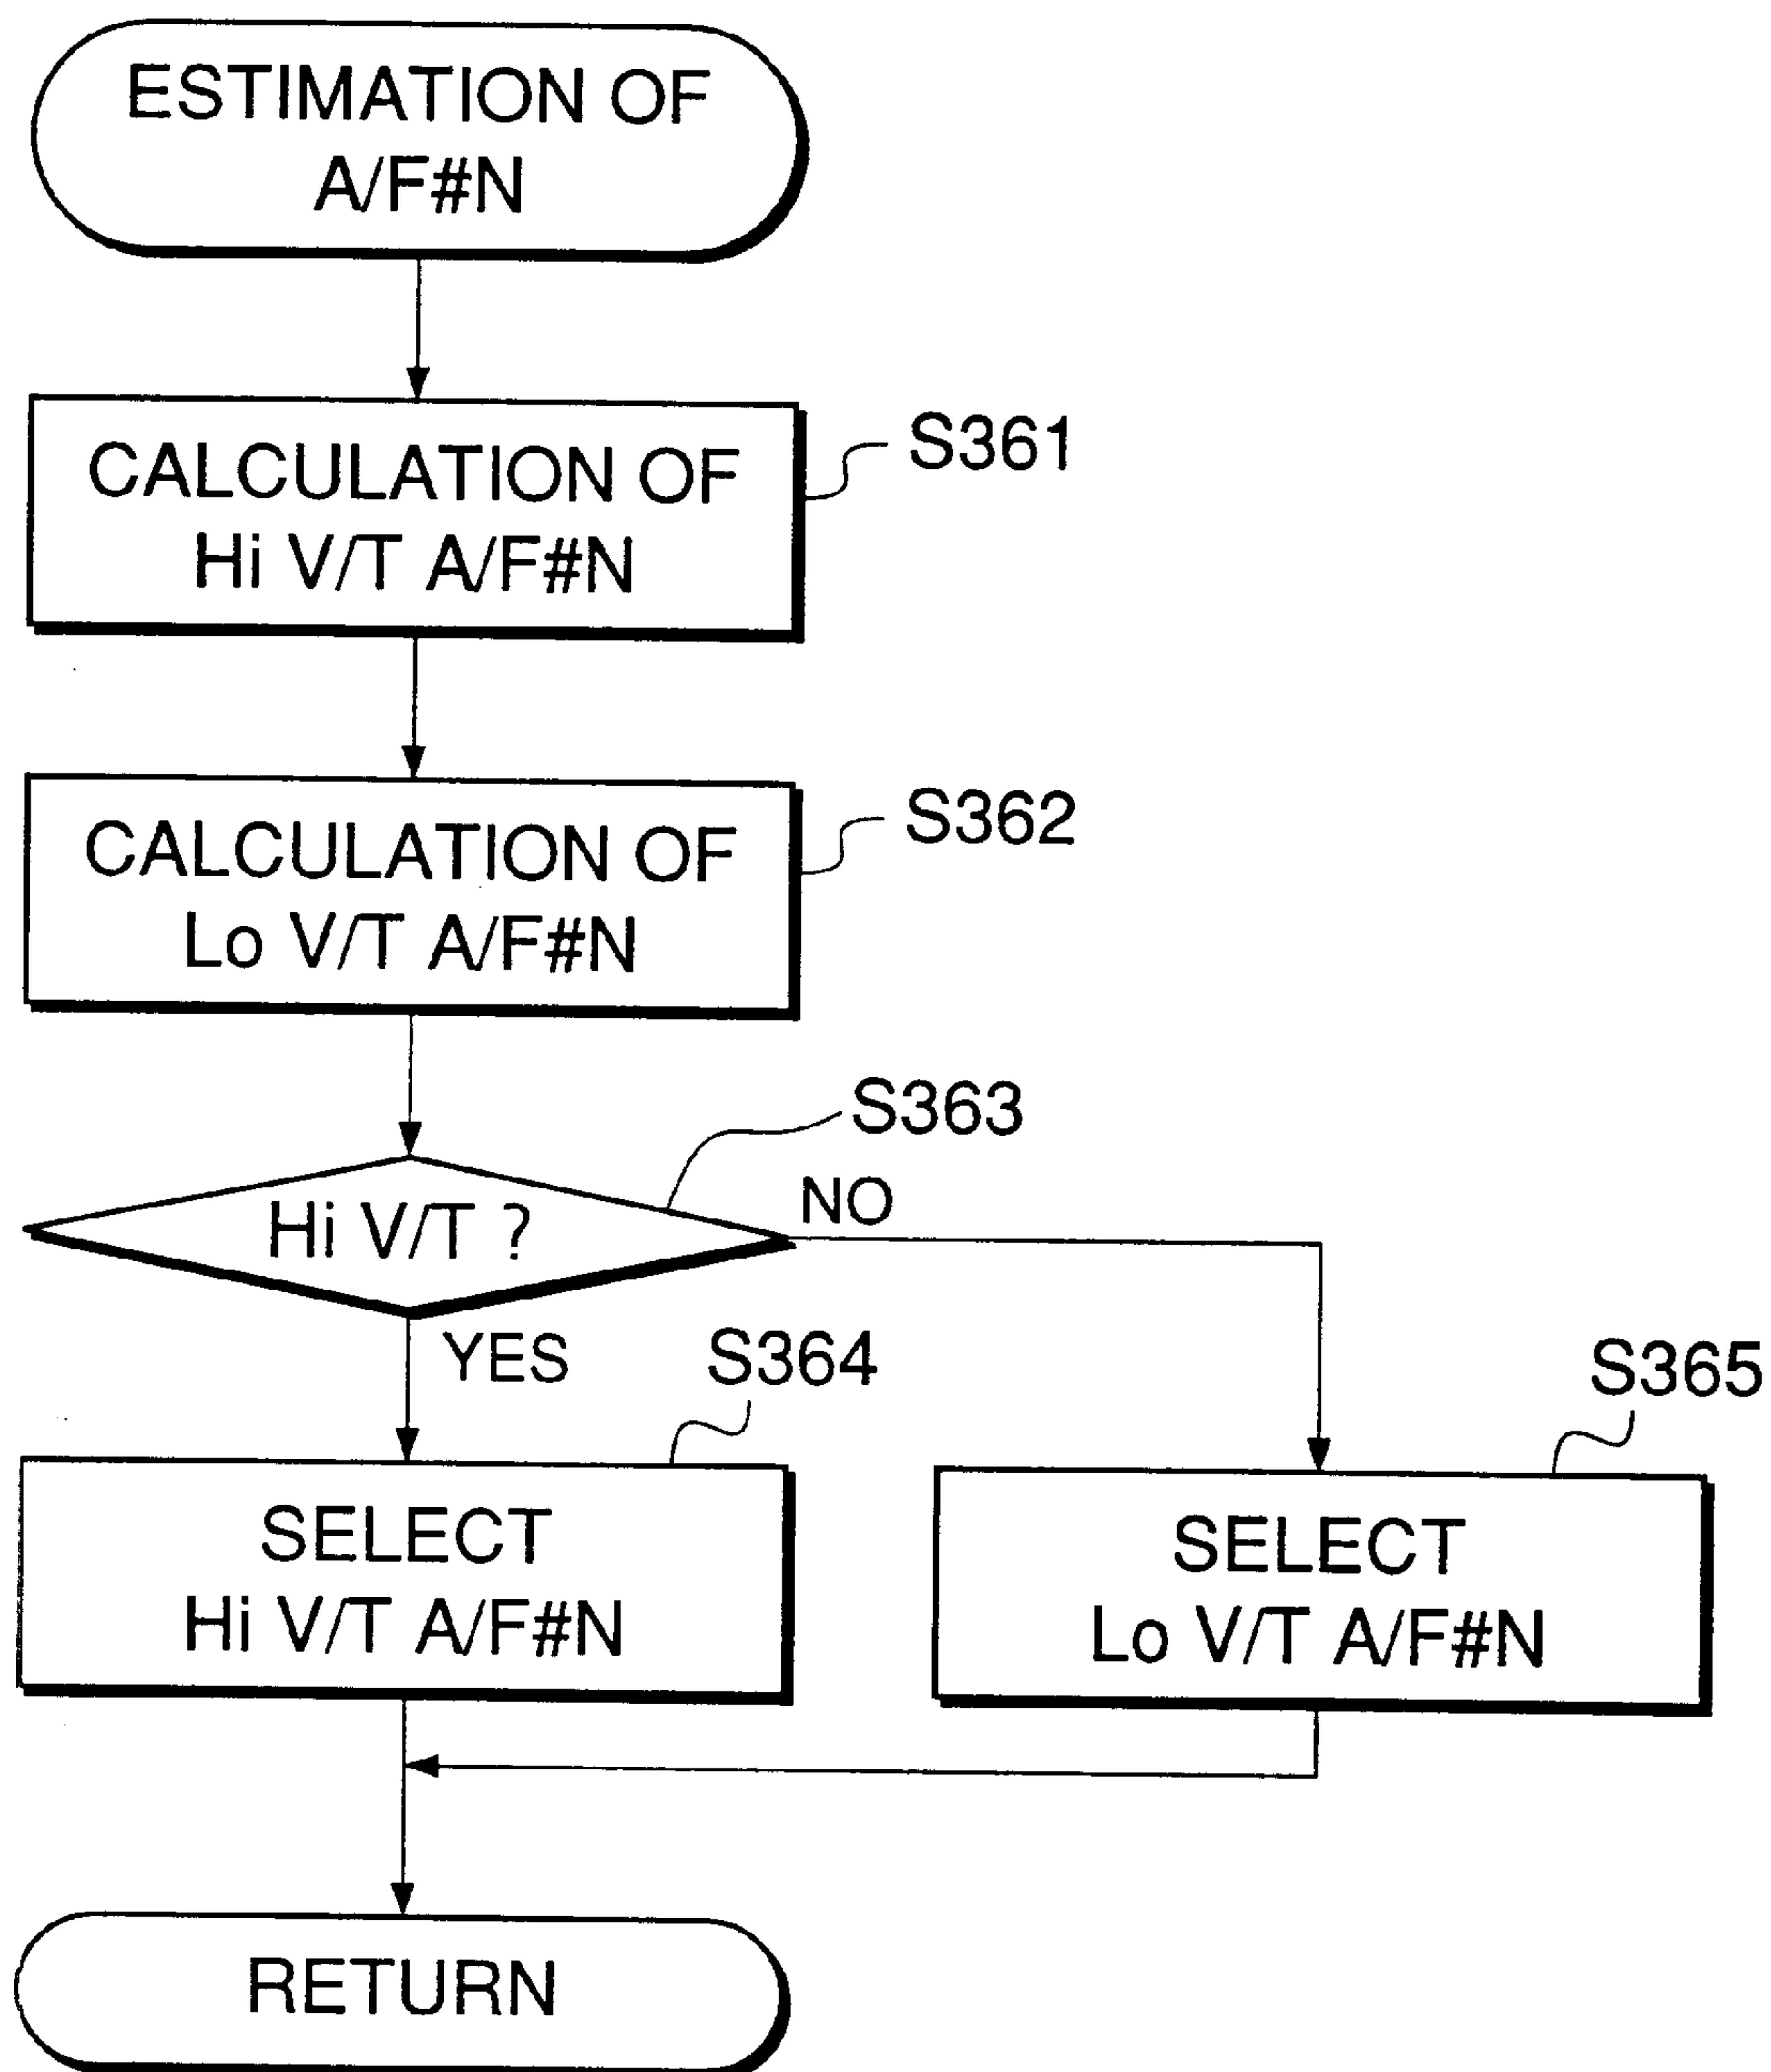 ESTIMATION OF
A/F#N
CALCULATION OF
Hi V/T A/F#N
S361
CALCULATION OF
Lo V/T A/F#N
S362
S363
Hi V/T ?
NO
YES
S364
S365
SELECT
Hi V/T A/F#N
SELECT
Lo V/T A/F#N
RETURN